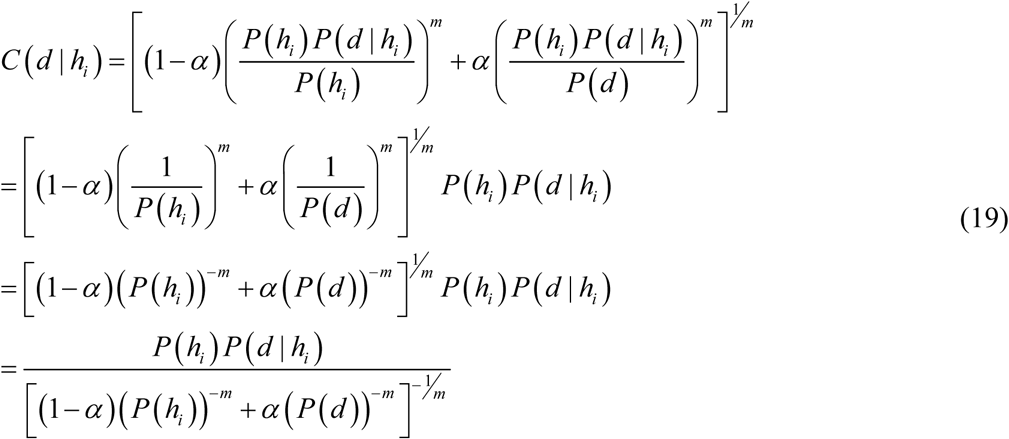 C(d | h_i) = [(1−α)(P(h_i)P(d | h_i) / P(h_i))^m + α(P(h_i)P(d | h_i) / P(d))^m]^{1/m}
= [(1−α)(1 / P(h_i))^m + α(1 / P(d))^m]^{1/m} P(h_i)P(d | h_i)
(19)
= [(1−α)(P(h_i))^{−m} + α(P(d))^{−m}]^{1/m} P(h_i)P(d | h_i)
= P(h_i)P(d | h_i) / [(1−α)(P(h_i))^{−m} + α(P(d))^{−m}]^{−1/m}